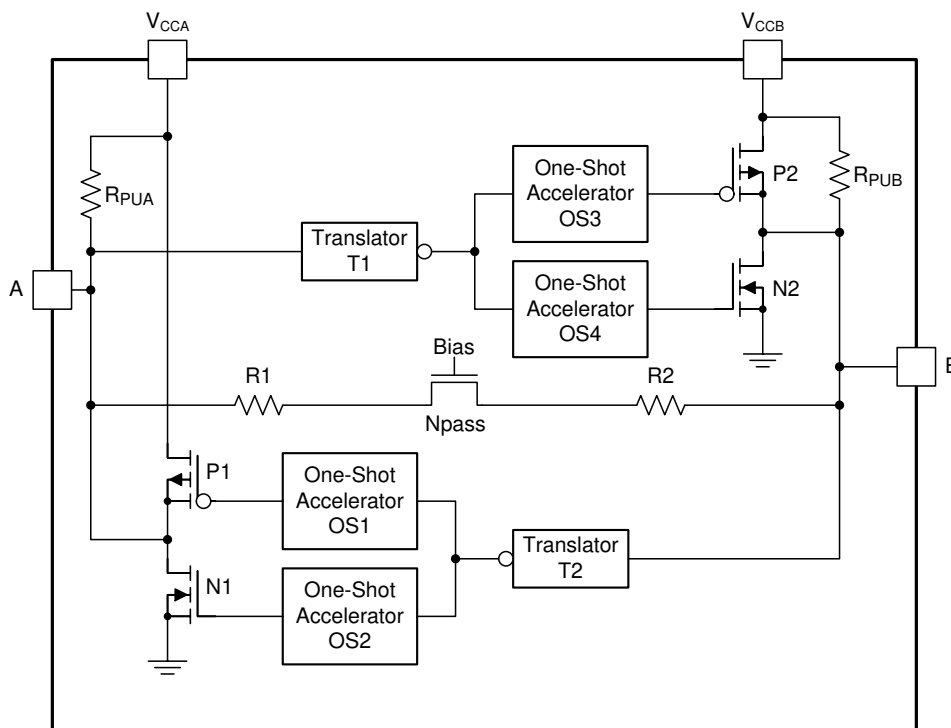 VCCA
VCCB
RPUA
One-Shot
Accelerator
OS3
P2
RPUB
Translator
T1
A
One-Shot
Accelerator
OS4
N2
Bias
R1
R2
Npass
P1
One-Shot
Accelerator
OS1
Translator
T2
N1
One-Shot
Accelerator
OS2